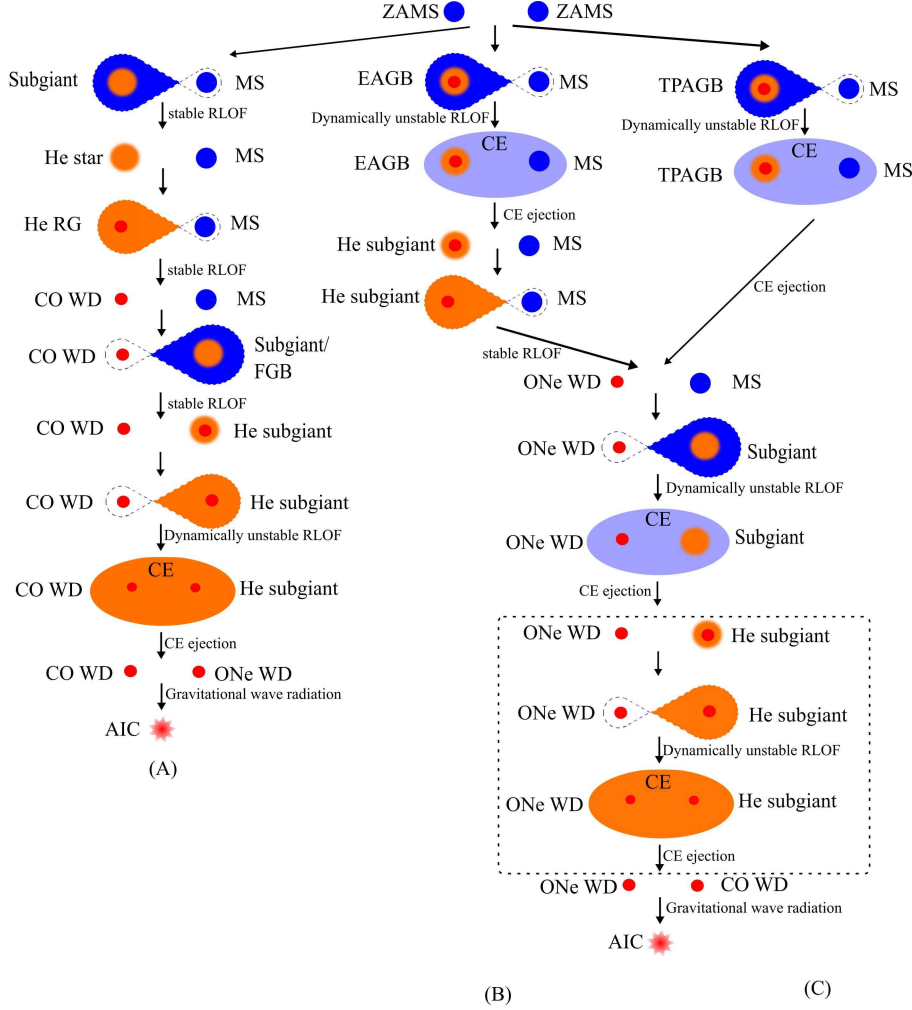 ZAMS ZAMS
Subgiant MS
stable RLOF
He star MS
He RG MS
stable RLOF
CO WD MS
CO WD Subgiant/
FGB
stable RLOF
CO WD He subgiant
CO WD He subgiant
Dynamically unstable RLOF
CE
CO WD He subgiant
CE ejection
CO WD ONe WD
Gravitational wave radiation
AIC
(A)
EAGB MS
Dynamically unstable RLOF
CE
EAGB MS
CE ejection
He subgiant MS
He subgiant MS
stable RLOF
TPAGB MS
Dynamically unstable RLOF
CE
TPAGB MS
CE ejection
ONe WD MS
ONe WD Subgiant
Dynamically unstable RLOF
CE
ONe WD Subgiant
CE ejection
ONe WD He subgiant
ONe WD He subgiant
Dynamically unstable RLOF
CE
ONe WD He subgiant
CE ejection
ONe WD CO WD
Gravitational wave radiation
AIC
(B) (C)